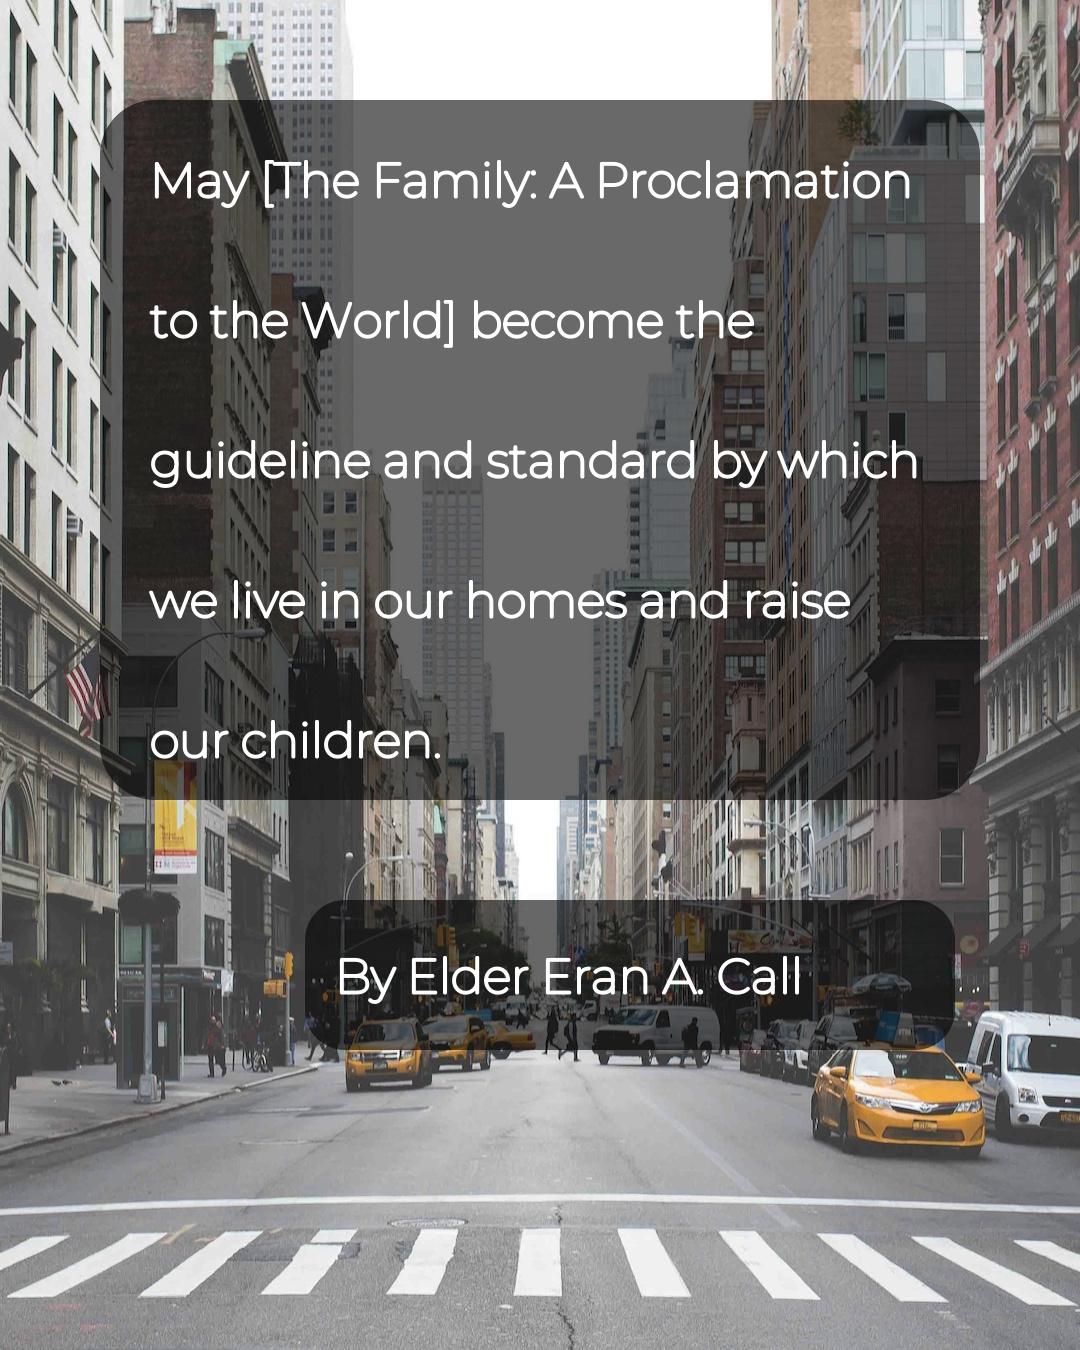 May [The Family: A Proclamation
to the World] become the
guideline and standard by which
we live in our homes and raise
our children.
By Elder Eran A. Call